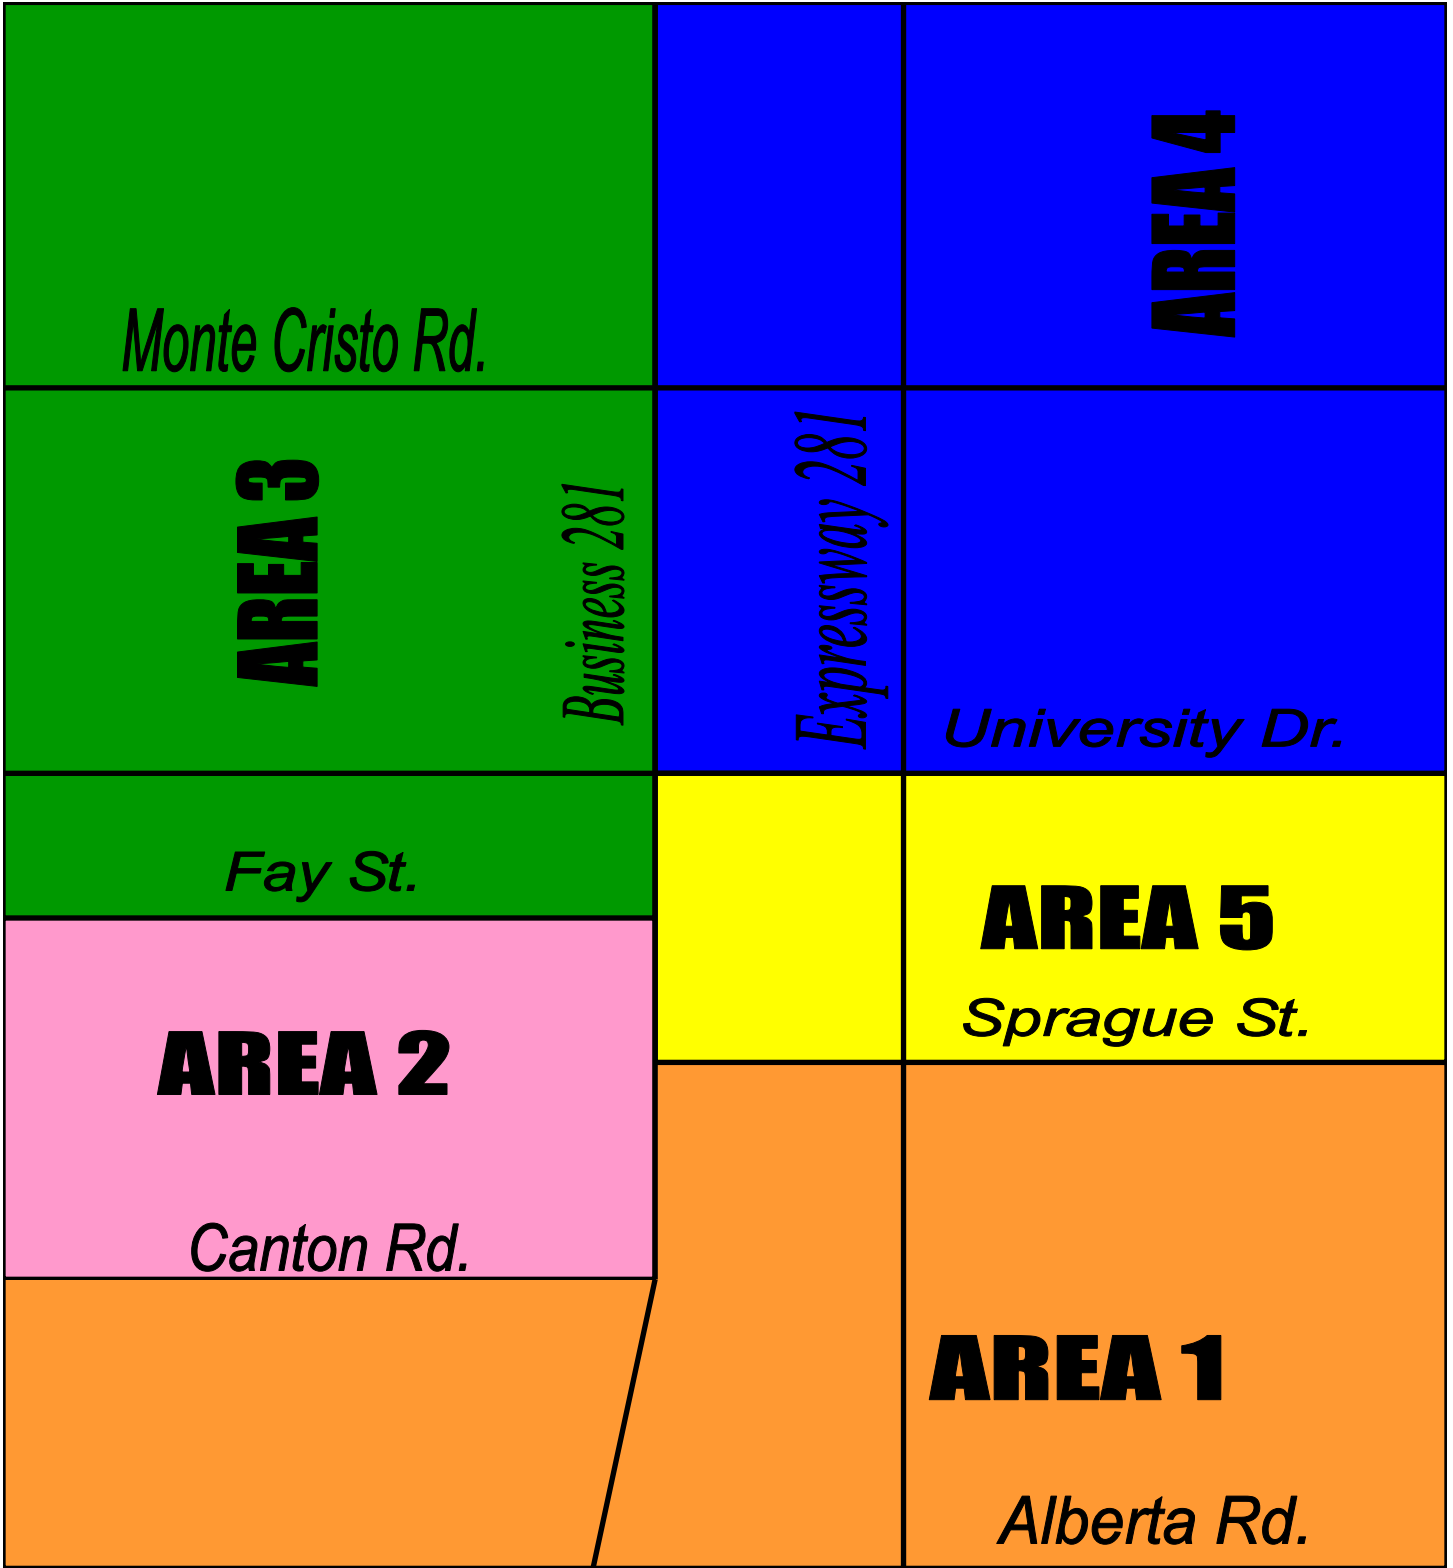 AREA 4
Monte Cristo Rd.
AREA 3
Business 281
Expressway 281
University Dr.
Fay St.
AREA 5
Sprague St.
AREA 2
Canton Rd.
AREA 1
Alberta Rd.